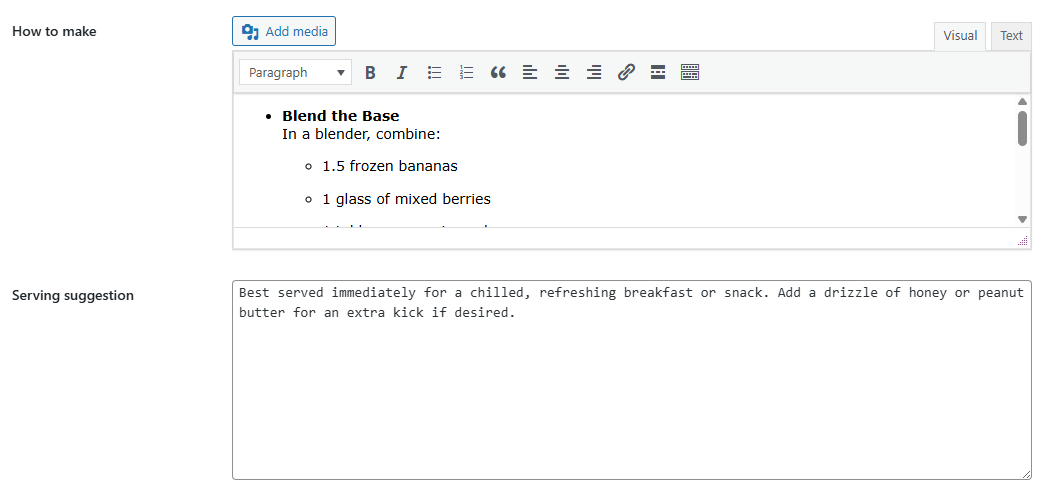 How to make
Add media
Visual
Text
Paragraph
Blend the Base
In a blender, combine:
1.5 frozen bananas
1 glass of mixed berries
Serving suggestion
Best served immediately for a chilled, refreshing breakfast or snack. Add a drizzle of honey or peanut
butter for an extra kick if desired.